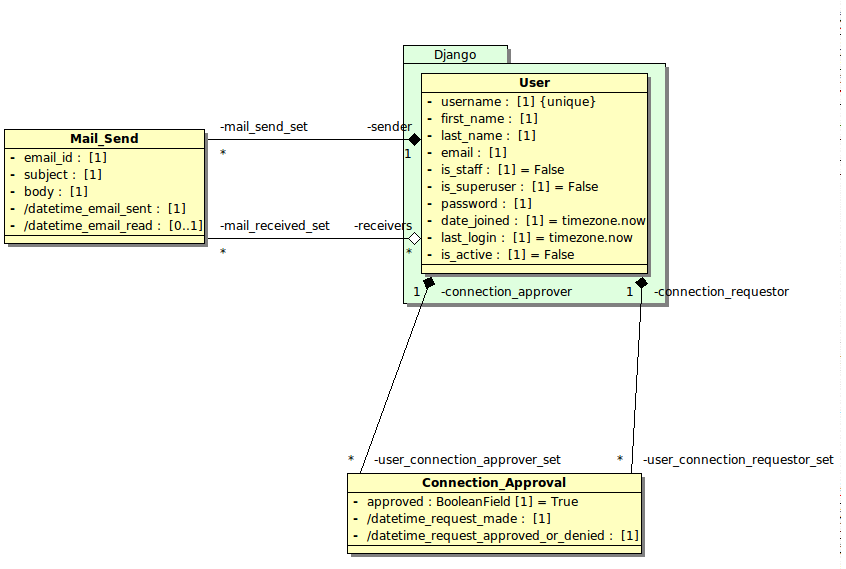 Django
User
- username : [1] {unique}
- first_name : [1]
- last_name : [1]
- email : [1]
- is_staff : [1] = False
- is_superuser : [1] = False
- password : [1]
- date_joined : [1] = timezone.now
- last_login : [1] = timezone.now
- is_active : [1] = False
-mail_send_set -sender
* 1
Mail_Send
- email_id : [1]
- subject : [1]
- body : [1]
- /datetime_email_sent : [1]
- /datetime_email_read : [0..1]
-mail_received_set -receivers
* *
1 -connection_approver 1 -connection_requestor
* -user_connection_approver_set * -user_connection_requestor_set
Connection_Approval
- approved : BooleanField [1] = True
- /datetime_request_made : [1]
- /datetime_request_approved_or_denied : [1]